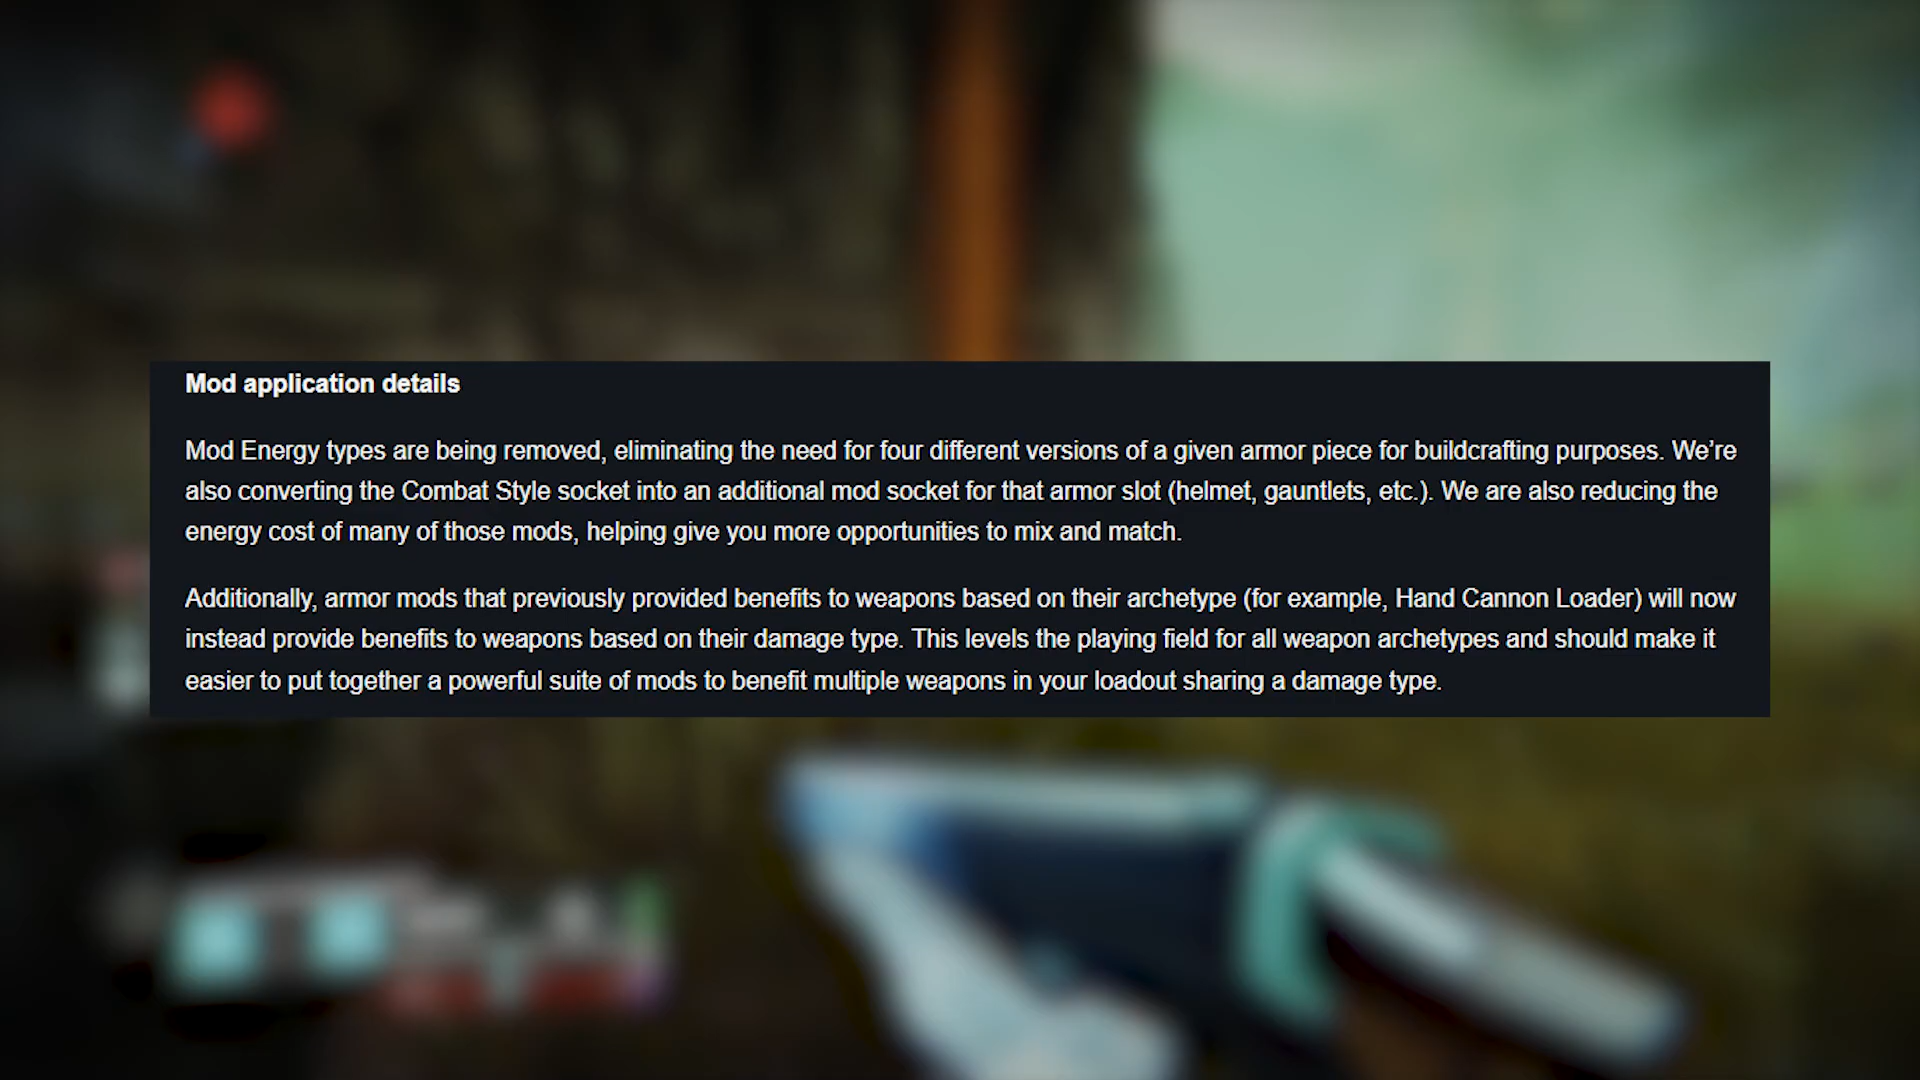 Mod application details
Mod Energy types are being removed, eliminating the need for four different versions of a given armor piece for buildcrafting purposes. We’re
also converting the Combat Style socket into an additional mod socket for that armor slot (helmet, gauntlets, etc.). We are also reducing the
energy cost of many of those mods, helping give you more opportunities to mix and match.
Additionally, armor mods that previously provided benefits to weapons based on their archetype (for example, Hand Cannon Loader) will now
instead provide benefits to weapons based on their damage type. This levels the playing field for all weapon archetypes and should make it
easier to put together a powerful suite of mods to benefit multiple weapons in your loadout sharing a damage type.